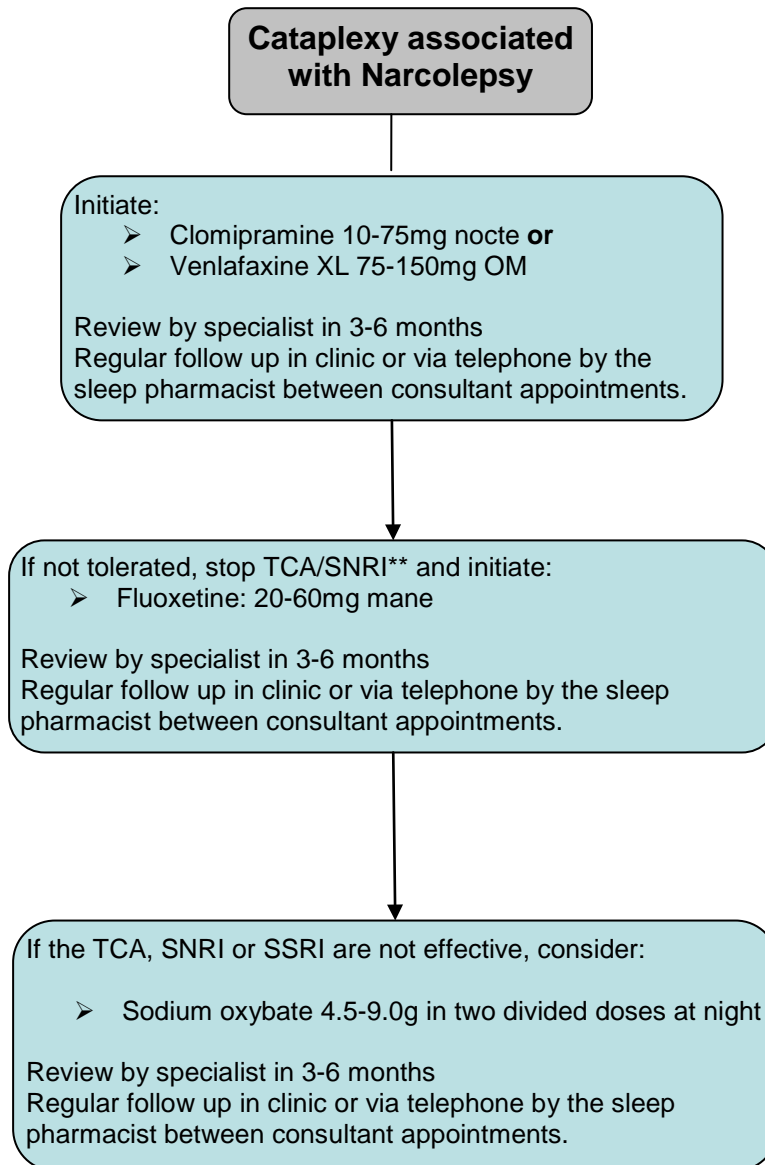 Cataplexy associated
with Narcolepsy
Initiate:
➢ Clomipramine 10-75mg nocte or
➢ Venlafaxine XL 75-150mg OM
Review by specialist in 3-6 months
Regular follow up in clinic or via telephone by the
sleep pharmacist between consultant appointments.
If not tolerated, stop TCA/SNRI** and initiate:
➢ Fluoxetine: 20-60mg mane
Review by specialist in 3-6 months
Regular follow up in clinic or via telephone by the sleep
pharmacist between consultant appointments.
If the TCA, SNRI or SSRI are not effective, consider:
➢ Sodium oxybate 4.5-9.0g in two divided doses at night
Review by specialist in 3-6 months
Regular follow up in clinic or via telephone by the sleep
pharmacist between consultant appointments.